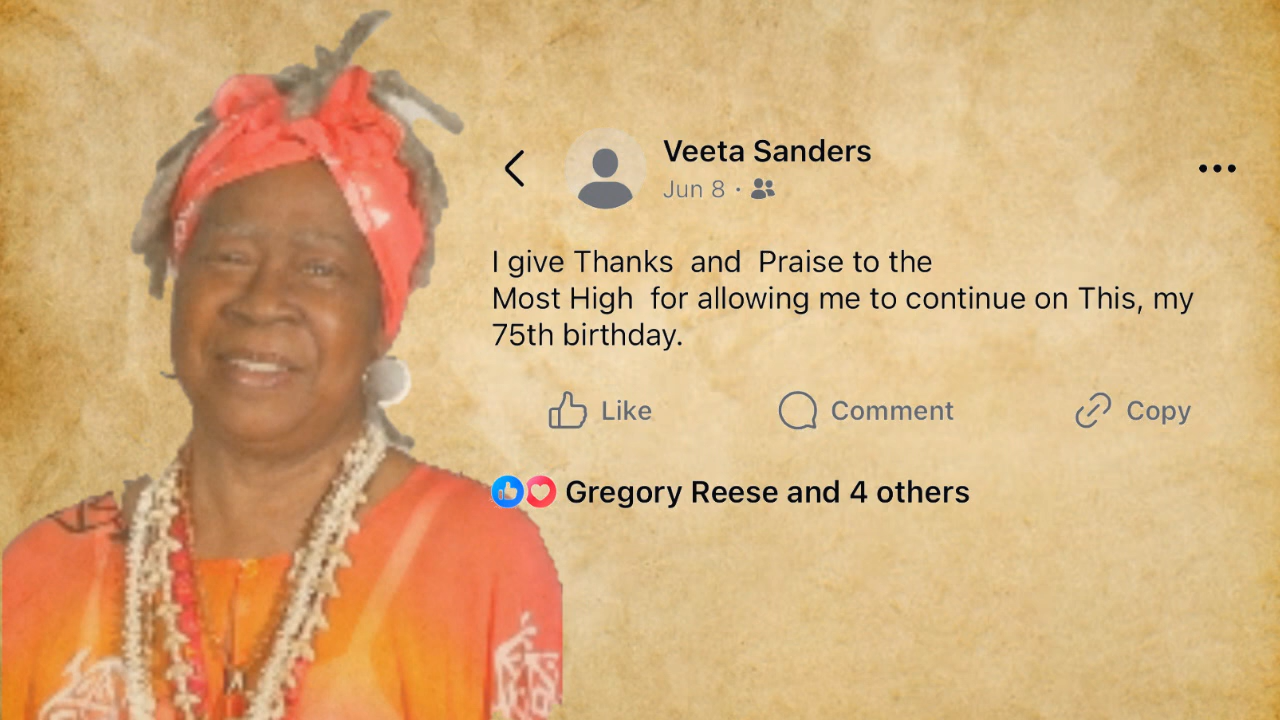 Veeta Sanders
Jun 8 ·
I give Thanks  and  Praise to the
Most High  for allowing me to continue on This, my
75th birthday.
Like
Comment
Copy
Gregory Reese and 4 others